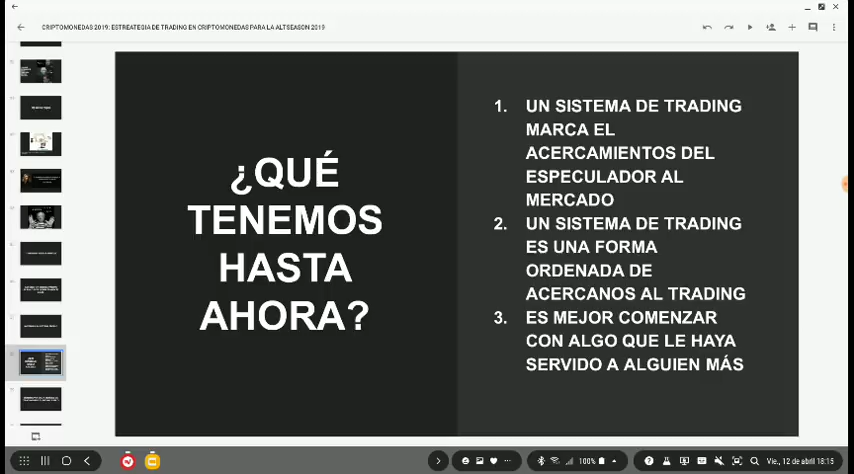 CRIPTOMONEDAS 2019: ESTREATEGIA DE TRADING EN CRIPTOMONEDAS PARA LA ALTSEASON 2019
¿QUÉ
TENEMOS
HASTA
AHORA?
1. UN SISTEMA DE TRADING
MARCA EL
ACERCAMIENTOS DEL
ESPECULADOR AL
MERCADO
2. UN SISTEMA DE TRADING
ES UNA FORMA
ORDENADA DE
ACERCANOS AL TRADING
3. ES MEJOR COMENZAR
CON ALGO QUE LE HAYA
SERVIDO A ALGUIEN MÁS
100%
Vie., 12 de abril 18:15